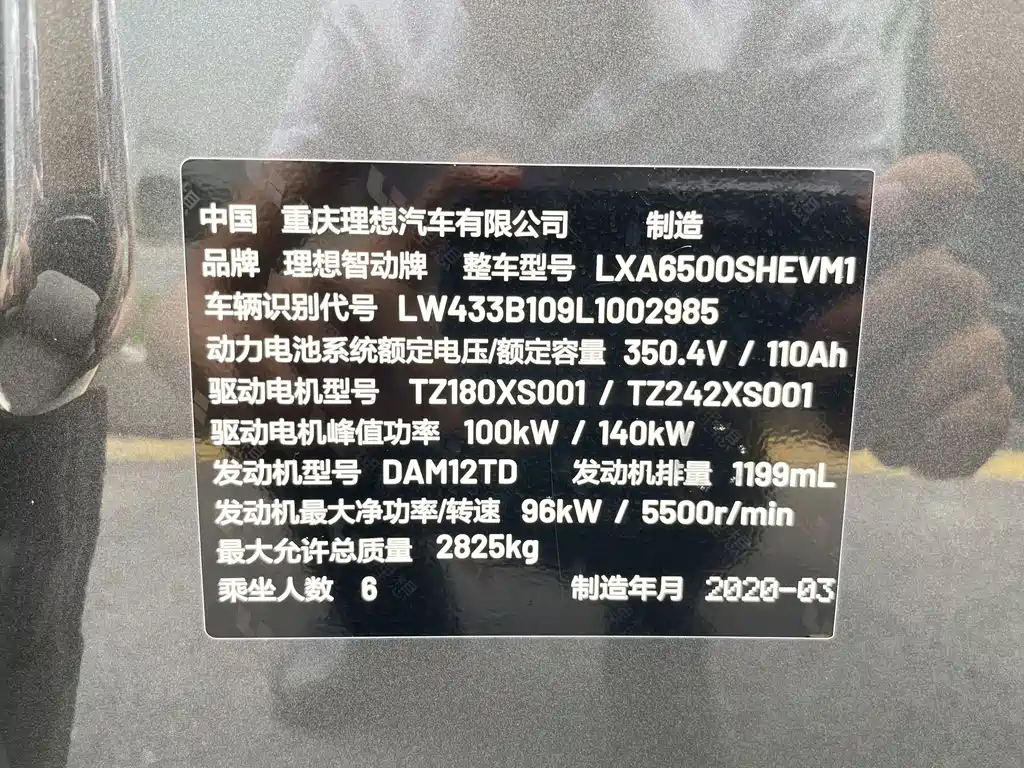 中国 重庆理想汽车有限公司 制造
品牌 理想智动牌 整车型号 LXA6500SHEVM1
车辆识别代号 LW433B109L1002985
动力电池系统额定电压/额定容量 350.4V / 110Ah
驱动电机型号 TZ180XS001 / TZ242XS001
驱动电机峰值功率 100kW / 140kW
发动机型号 DAM12TD 发动机排量 1199mL
发动机最大净功率/转速 96kW / 5500r/min
最大允许总质量 2825kg
乘坐人数 6 制造年月 2020-03